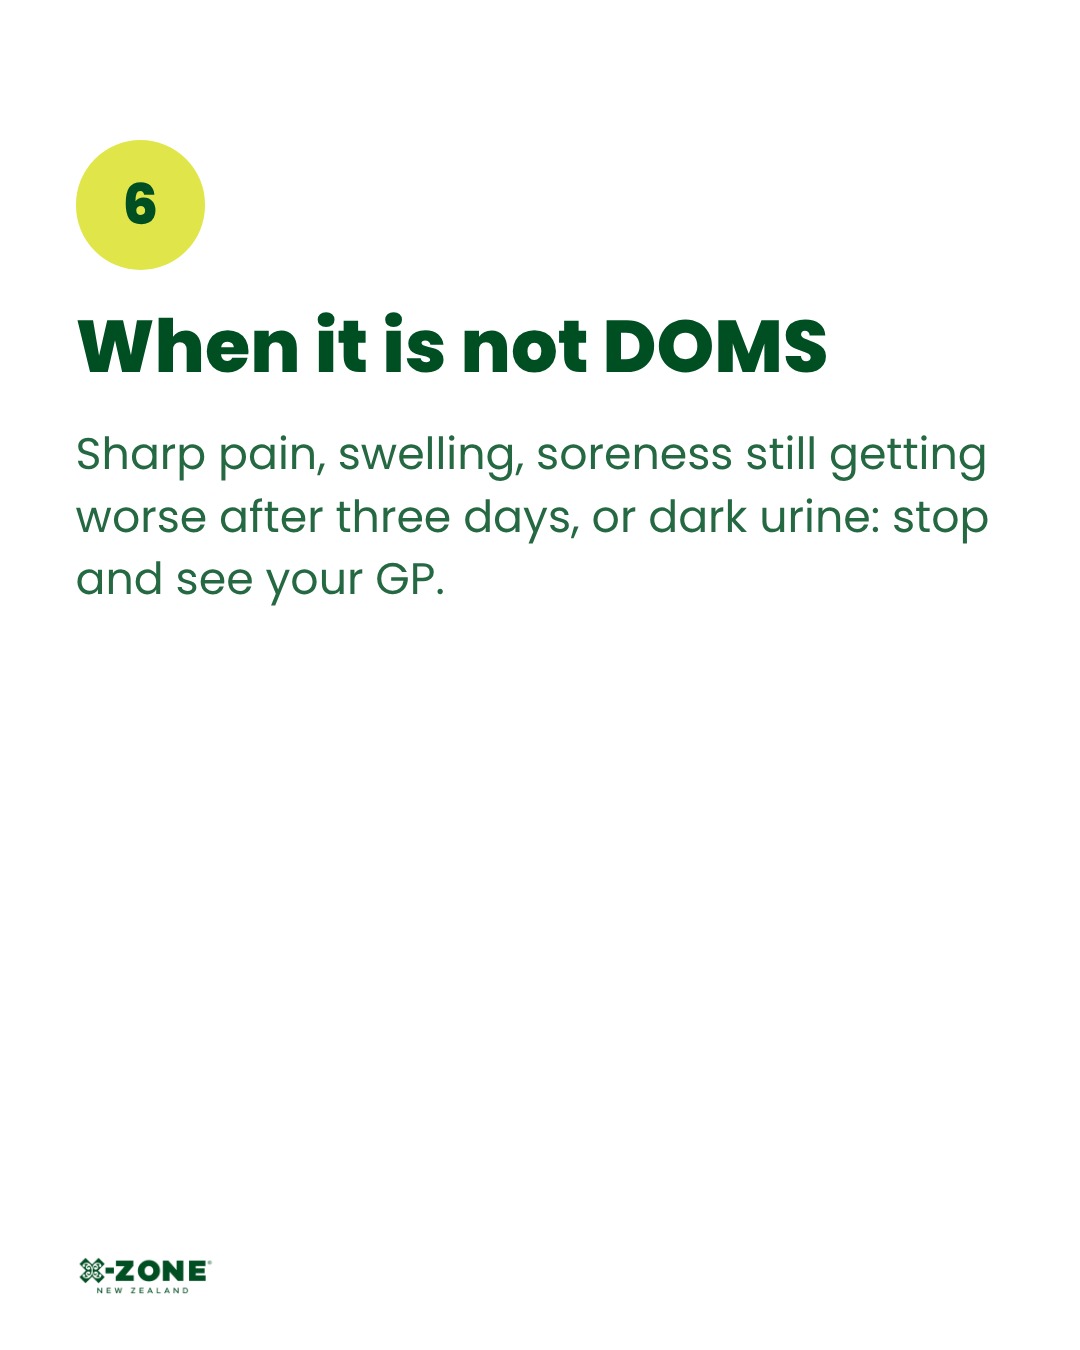 6
When it is not DOMS
Sharp pain, swelling, soreness still getting
worse after three days, or dark urine: stop
and see your GP.
X-ZONE®
NEW ZEALAND